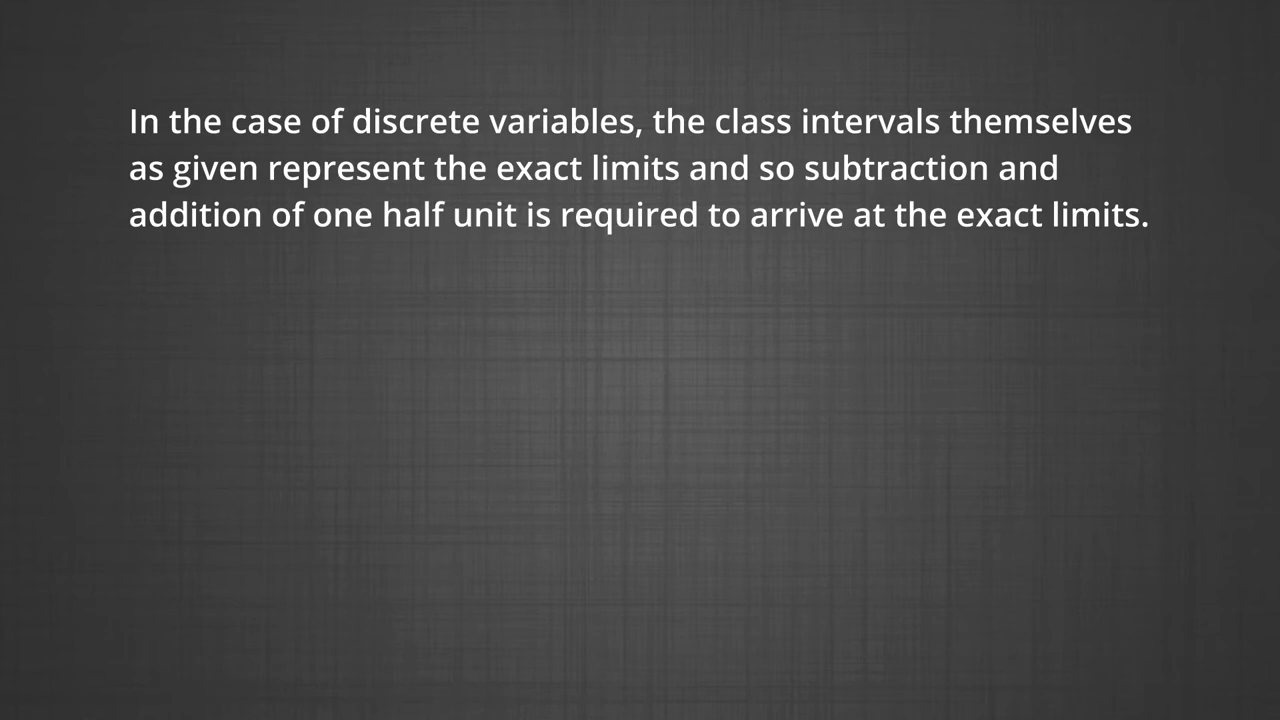 In the case of discrete variables, the class intervals themselves
as given represent the exact limits and so subtraction and
addition of one half unit is required to arrive at the exact limits.